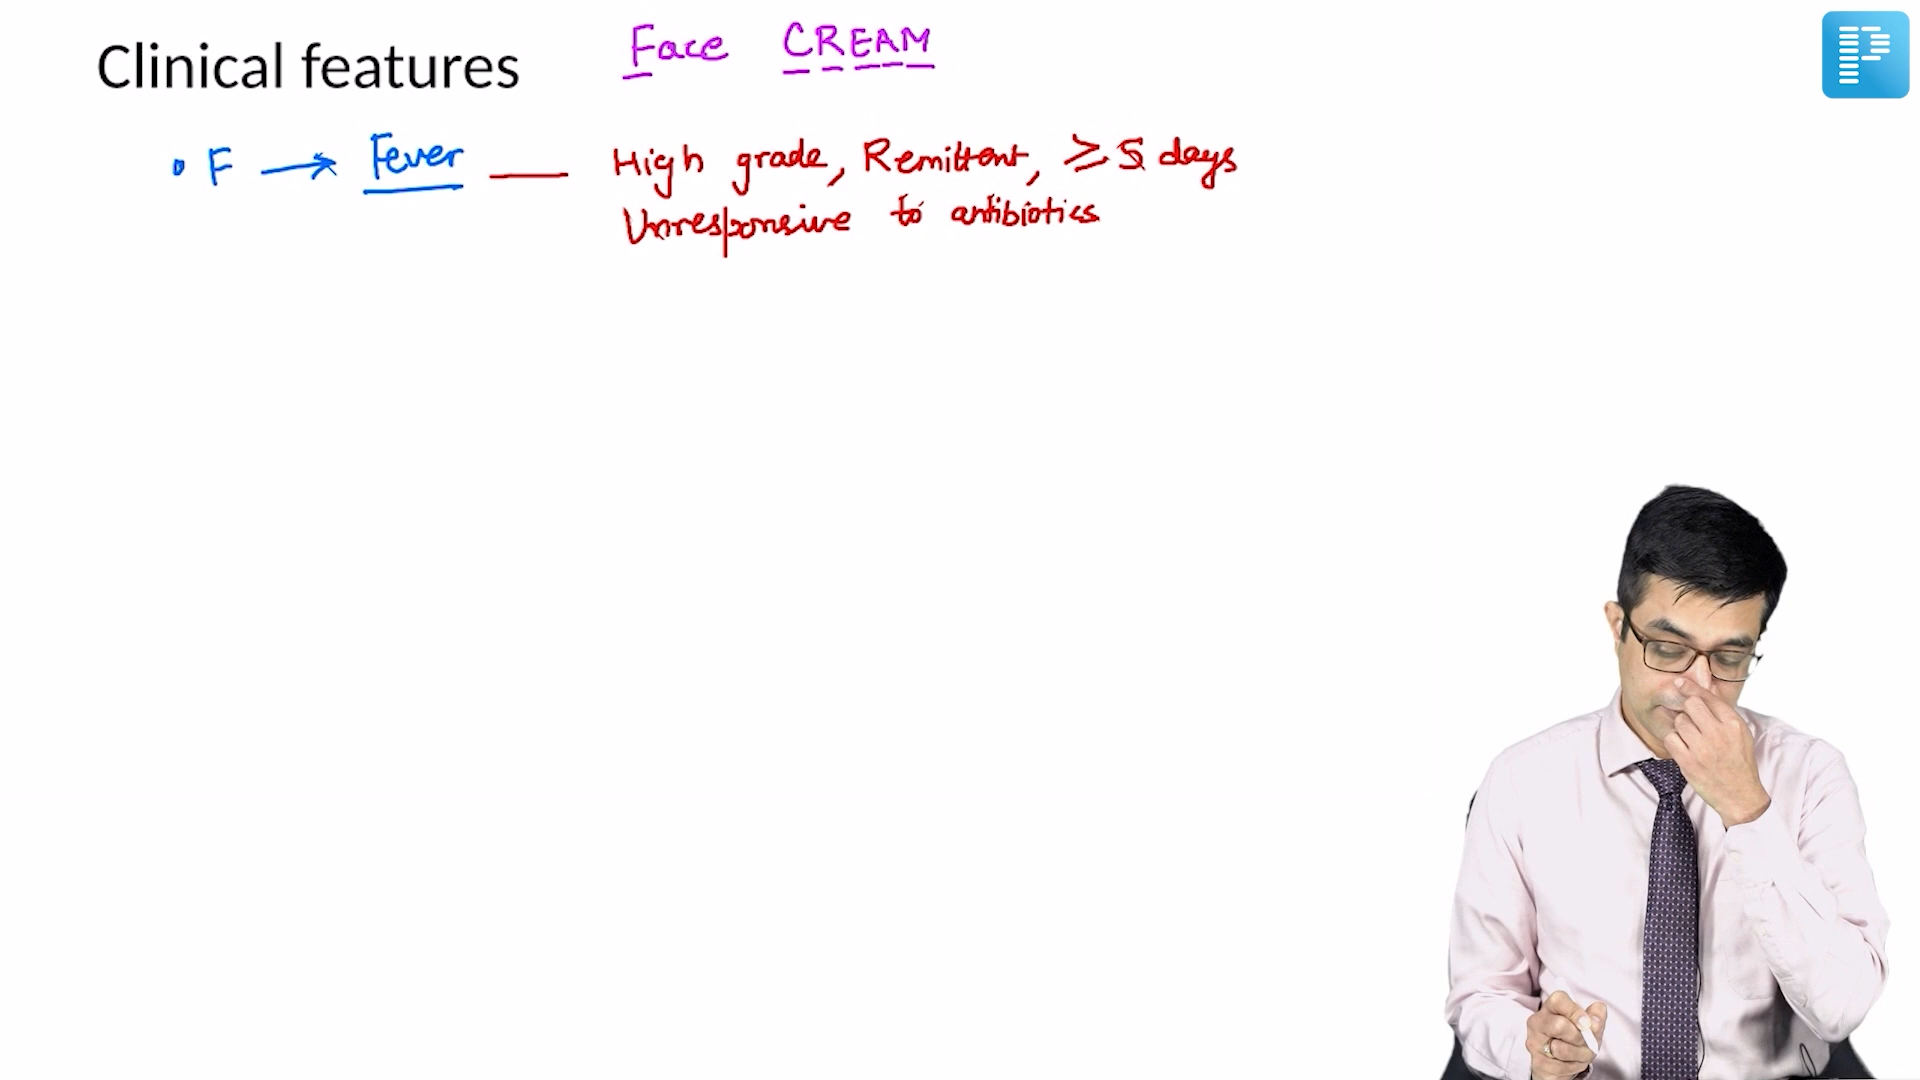 Clinical features
Face CREAM
• F → Fever — High grade, Remittent, ≥ 5 days
Unresponsive to antibiotics